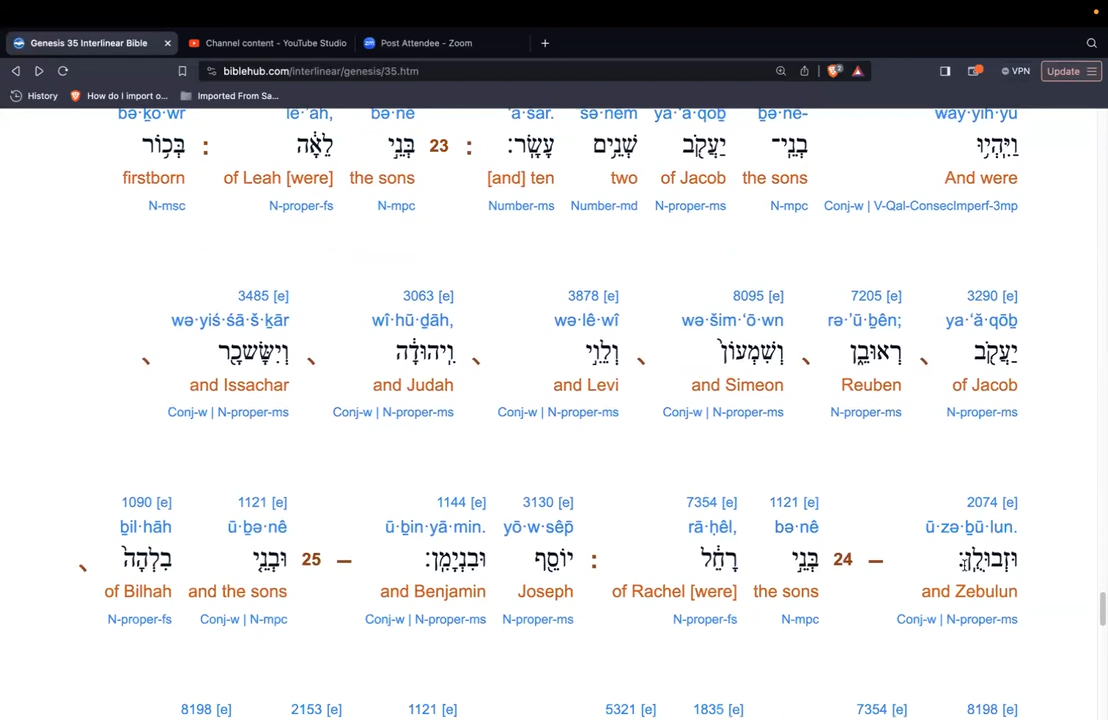 Genesis 35 Interlinear Bible
Channel content - YouTube Studio
Post Attendee - Zoom
biblehub.com/interlinear/genesis/35.htm
2
VPN
Update
History
How do I import o...
Imported From Sa...
bə·ḵō·wr lê·’āh, bə·nê ‘ā·śār. šə·nêm ya·‘ă·qōḇ ḇə·nê- way·yih·yū
וַיִּֽהְי֥וּ בְנֵֽי־ יַעֲקֹ֖ב שְׁנֵ֥ים עָשָֽׂר׃ : 23 בְּנֵ֣י לֵאָ֔ה : בְּכ֥וֹר
firstborn of Leah [were] the sons [and] ten two of Jacob the sons And were
N-msc N-proper-fs N-mpc Number-ms Number-md N-proper-ms N-mpc Conj-w | V-Qal-ConsecImperf-3mp
3485 [e] 3063 [e] 3878 [e] 8095 [e] 7205 [e] 3290 [e]
wə·yiś·śā·š·ḵār wî·hū·ḏāh, wə·lê·wî wə·šim·‘ō·wn rə·’ū·ḇên; ya·‘ă·qōḇ
יַעֲקֹ֖ב 、 רְאוּבֵ֑ן 、 וְשִׁמְעוֹן֙ 、 וְלֵוִ֣י 、 וִֽיהוּדָ֔ה 、 וְיִשָּׂשכָ֖ר 、
and Issachar and Judah and Levi and Simeon Reuben of Jacob
Conj-w | N-proper-ms Conj-w | N-proper-ms Conj-w | N-proper-ms Conj-w | N-proper-ms N-proper-ms N-proper-ms
1090 [e] 1121 [e] 1144 [e] 3130 [e] 7354 [e] 1121 [e] 2074 [e]
ḇil·hāh ū·ḇə·nê ū·ḇin·yā·min. yō·w·sêp̄ rā·ḥêl, bə·nê ū·zə·ḇū·lun.
וּזְבוּלֻֽן׃ – 24 בְּנֵ֣י רָחֵ֔ל : יוֹסֵ֖ף וּבִנְיָמִֽן׃ – 25 וּבְנֵ֤י בִלְהָה֙ 、
of Bilhah and the sons and Benjamin Joseph of Rachel [were] the sons and Zebulun
N-proper-fs Conj-w | N-mpc Conj-w | N-proper-ms N-proper-ms N-proper-fs N-mpc Conj-w | N-proper-ms
8198 [e] 2153 [e] 1121 [e] 5321 [e] 1835 [e] 7354 [e] 8198 [e]